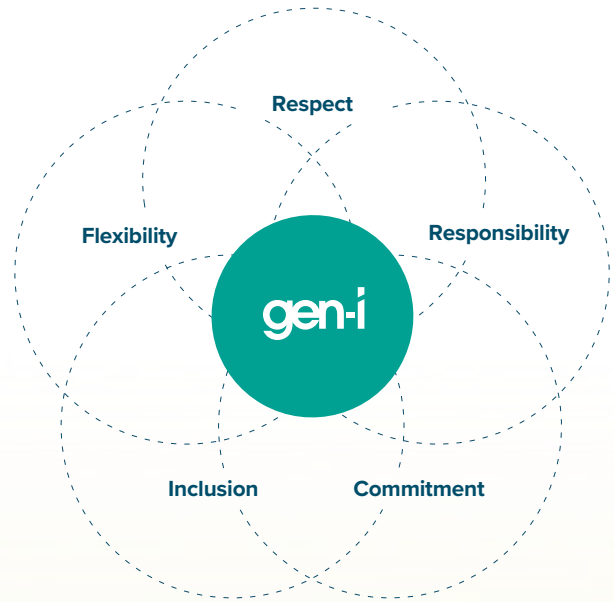 Respect
Flexibility
Responsibility
gen-i
Inclusion
Commitment